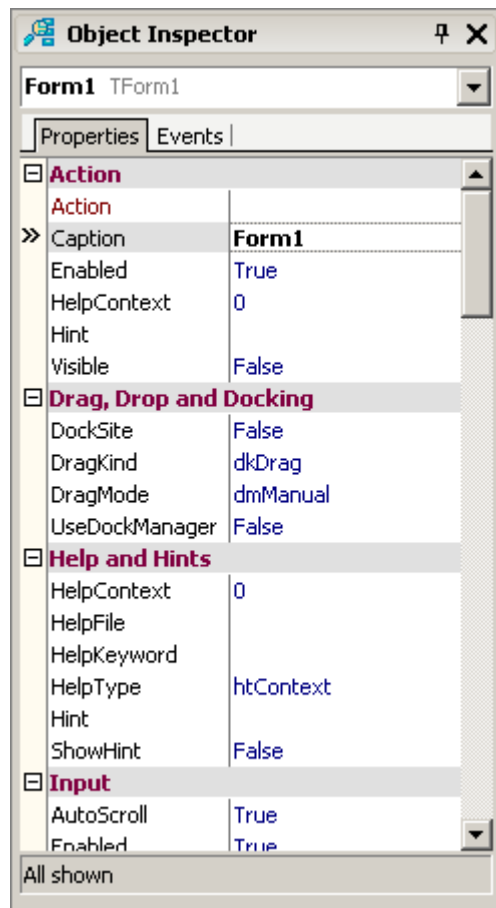 Object Inspector
Form1 TForm1
Properties Events
Action
Action
Caption Form1
Enabled True
HelpContext 0
Hint
Visible False
Drag, Drop and Docking
DockSite False
DragKind dkDrag
DragMode dmManual
UseDockManager False
Help and Hints
HelpContext 0
HelpFile
HelpKeyword
HelpType htContext
Hint
ShowHint False
Input
AutoScroll True
Enabled True
All shown